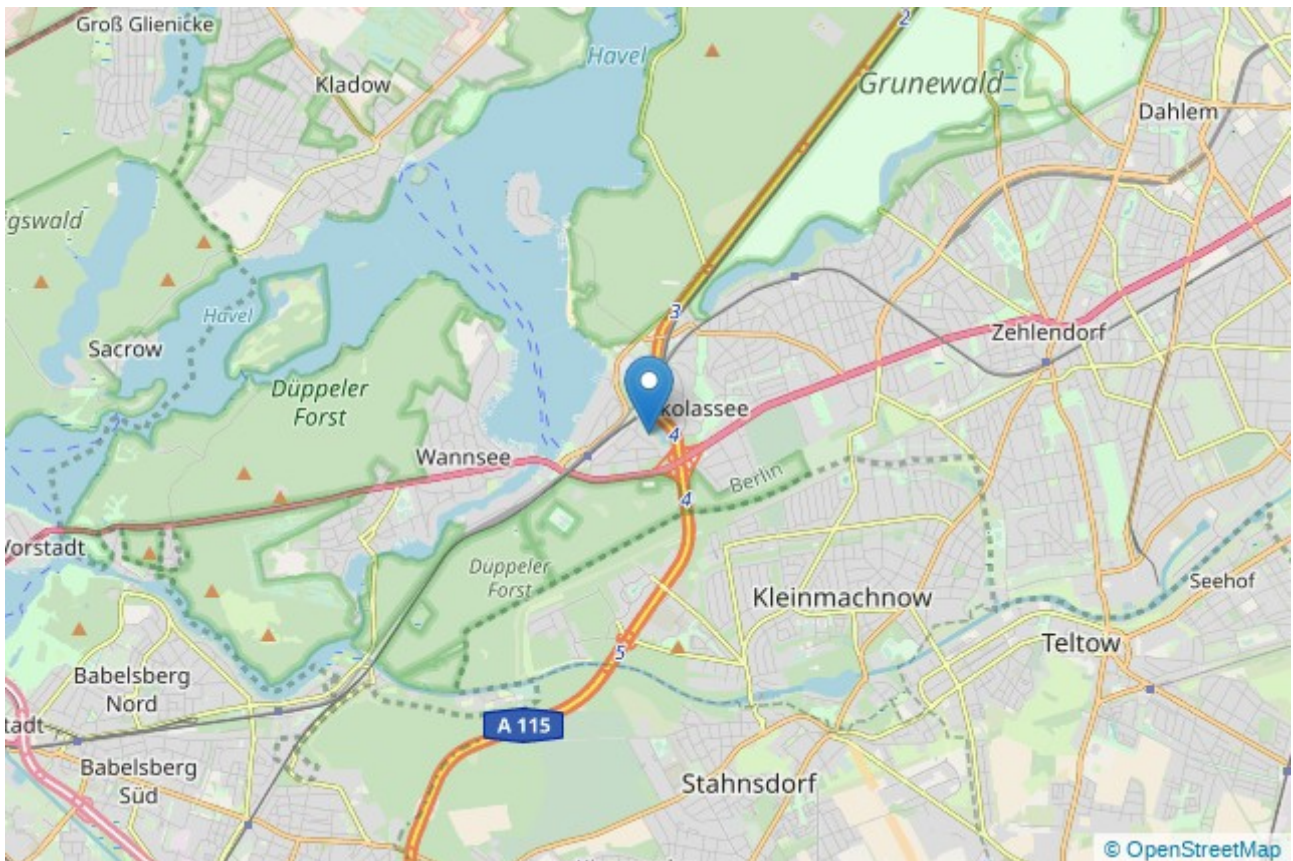 Groß Glienicke
2
Havel
Kladow
Grunewald
Dahlem
igswald
Havel
3
Sacrow
Zehlendorf
Düppeler
Forst
kolassee
4
Wannsee
Berlin
4
Vorstadt
Düppeler
Forst
Kleinmachnow
Seehof
Teltow
5
Babelsberg
Nord
tadt
A 115
Babelsberg
Süd
Stahnsdorf
© OpenStreetMap